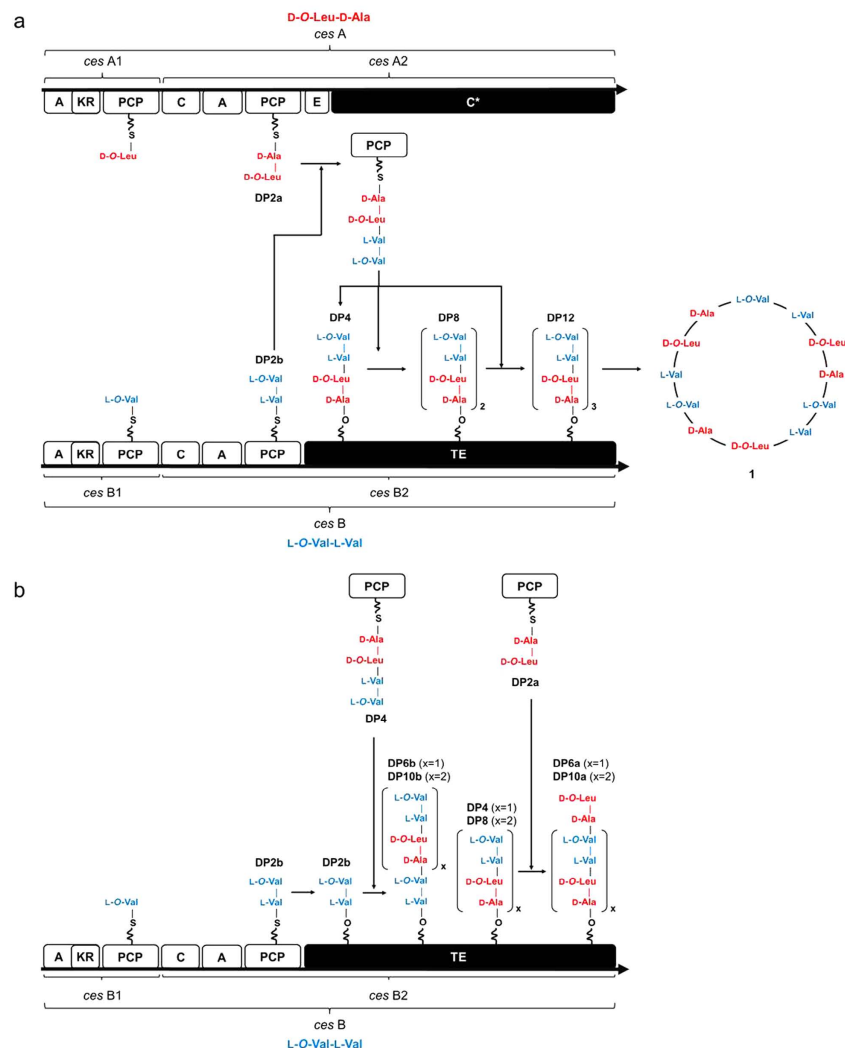 a
D-O-Leu-D-Ala
ces A
ces A1 ces A2
A KR PCP C A PCP E C*
S S PCP
D-O-Leu D-Ala
D-O-Leu S
DP2a D-Ala
D-O-Leu
L-Val
L-O-Val
DP4 DP8 DP12
L-O-Val L-O-Val L-O-Val
DP2b L-Val L-Val L-Val
L-O-Val D-O-Leu D-O-Leu D-O-Leu
L-O-Val L-Val D-Ala D-Ala 2 D-Ala 3
S S O O O
A KR PCP C A PCP TE
ces B1 ces B2
ces B
L-O-Val-L-Val
L-O-Val
L-Val
D-O-Leu
D-Ala
L-O-Val
L-Val
D-O-Leu
D-Ala
L-O-Val
L-Val
D-O-Leu
D-Ala
1
b
PCP PCP
S S
D-Ala D-Ala
D-O-Leu D-O-Leu
L-Val DP2a
L-O-Val
DP4
DP6b (x=1) DP6a (x=1)
DP10b (x=2) DP10a (x=2)
L-O-Val D-O-Leu
L-Val DP4 (x=1) D-Ala
D-O-Leu DP8 (x=2) L-O-Val
D-Ala x L-O-Val L-Val
DP2b DP2b L-Val D-O-Leu
L-O-Val L-O-Val L-O-Val D-O-Leu D-Ala x
L-O-Val L-Val L-Val L-Val D-Ala x
S S O O O O
A KR PCP C A PCP TE
ces B1 ces B2
ces B
L-O-Val-L-Val